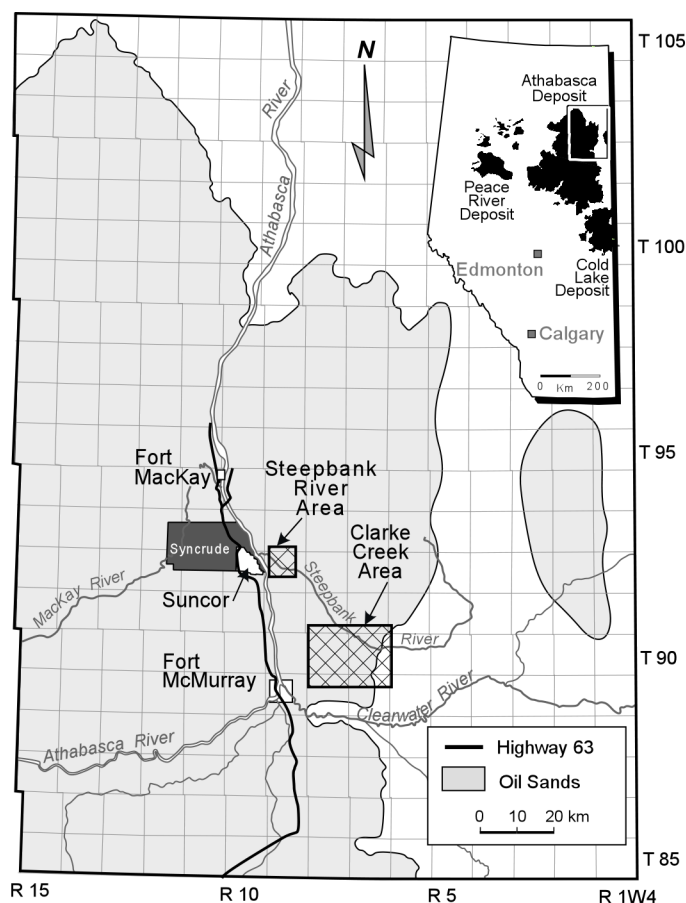 T 105
N
Athabasca
Deposit
River
Peace
River
Deposit
Athabasca
T 100
Edmonton
Cold
Lake
Deposit
Calgary
0 Km 200
T 95
Fort
MacKay
Steepbank
River
Area
Clarke
Creek
Area
Syncrude
Steepbank
MacKay River
Suncor
River
T 90
Fort
McMurray
Clearwater River
Athabasca River
Highway 63
Oil Sands
0 10 20 km
T 85
R 15 R 10 R 5 R 1W4